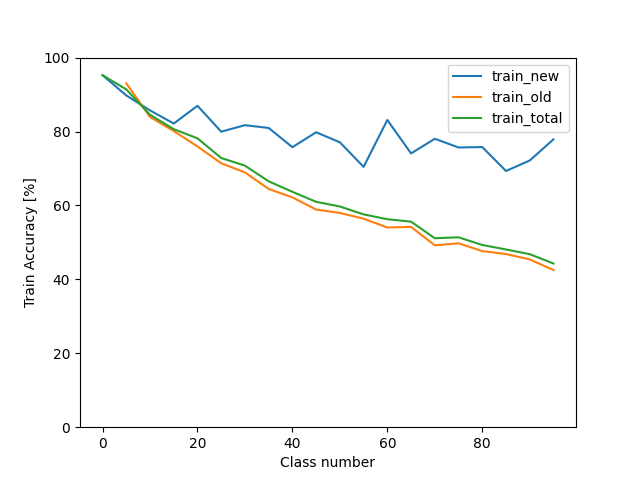 100
80
60
40
20
0
Train Accuracy [%]
train_new
train_old
train_total
0 20 40 60 80
Class number